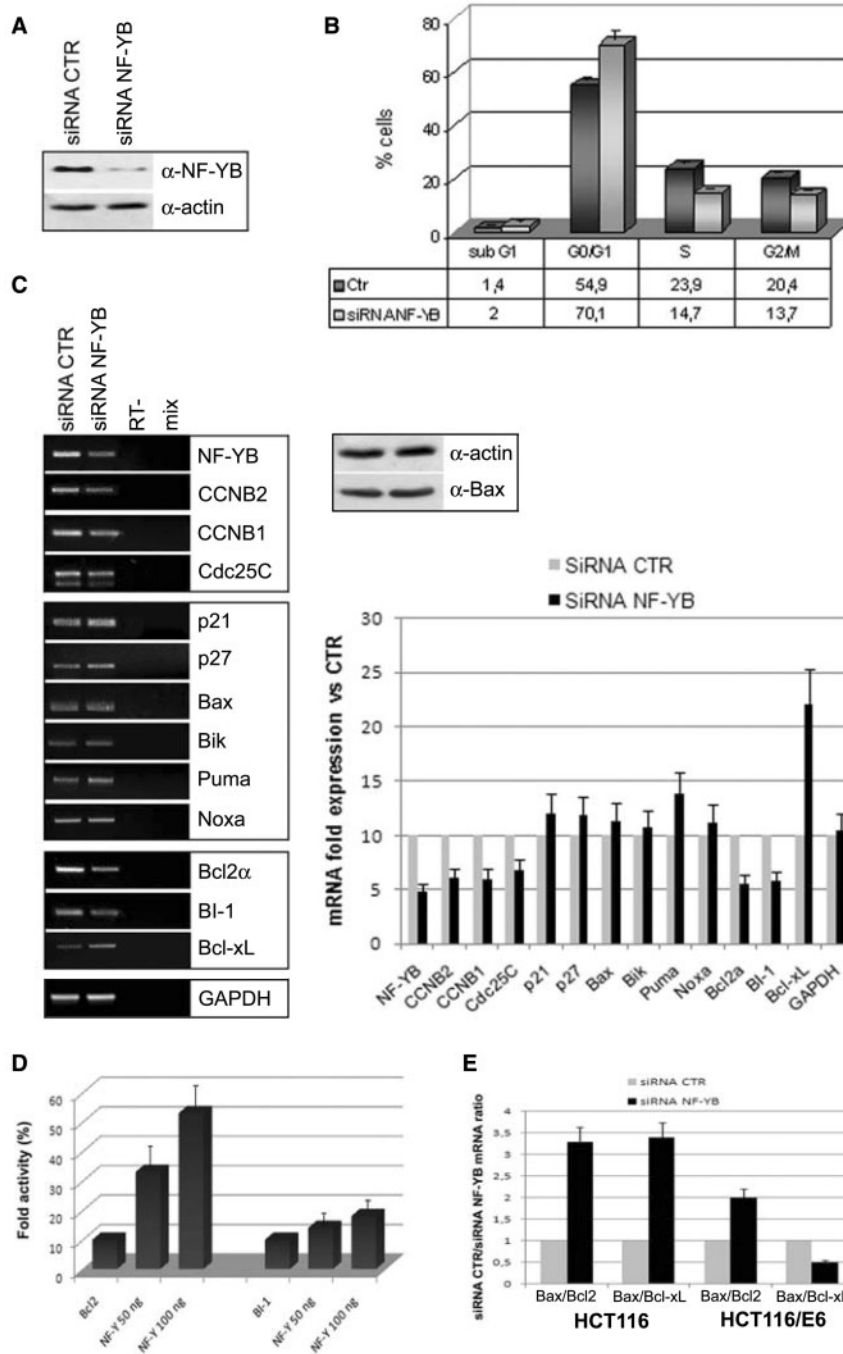 A
siRNA CTR
siRNA NF-YB
α-NF-YB
α-actin
B
% cells
80
60
40
20
0
sub G1 G0/G1 S G2/M
Ctr 1,4 54,9 23,9 20,4
siRNANF-YB 2 70,1 14,7 13,7
C
siRNA CTR
siRNA NF-YB
RT-
mix
NF-YB
CCNB2
CCNB1
Cdc25C
p21
p27
Bax
Bik
Puma
Noxa
Bcl2α
BI-1
Bcl-xL
GAPDH
α-actin
α-Bax
SiRNA CTR
SiRNA NF-YB
mRNA fold expression vs CTR
30
25
20
15
10
5
0
NF-YB CCNB2 CCNB1 Cdc25C p21 p27 Bax Bik Puma Noxa Bcl2a BI-1 Bcl-xL GAPDH
D
Fold activity (%)
60
50
40
30
20
10
0
Bcl2 NF-Y 50 ng NF-Y 100 ng BI-1 NF-Y 50 ng NF-Y 100 ng
E
siRNA CTR
siRNA NF-YB
siRNA CTR/siRNA NF-YB mRNA ratio
4
3,5
3
2,5
2
1,5
1
0,5
0
Bax/Bcl2 Bax/Bcl-xL Bax/Bcl2 Bax/Bcl-xl
HCT116 HCT116/E6